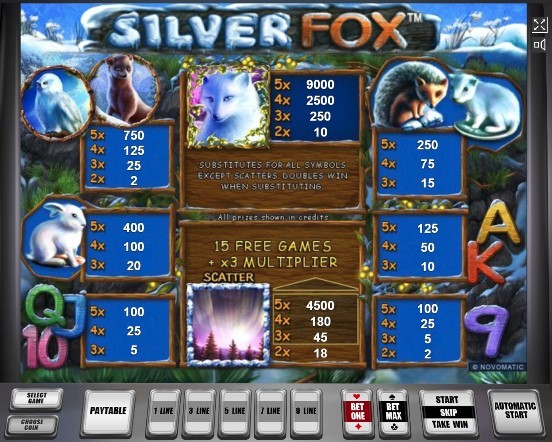 SILVER FOX™
5x 750
4x 125
3x 25
2x 2
5x 9000
4x 2500
3x 250
2x 10
SUBSTITUTES FOR ALL SYMBOLS
EXCEPT SCATTERS. DOUBLES WIN
WHEN SUBSTITUTING
5x 250
4x 75
3x 15
5x 400
4x 100
3x 20
All prizes shown in credits
15 FREE GAMES
+ x3 MULTIPLIER
SCATTER
5x 4500
4x 180
3x 45
2x 18
5x 125
4x 50
3x 10
A
K
Q
J
10
5x 100
4x 25
3x 5
5x 100
4x 25
3x 5
2x 2
9
© NOVOMATIC
SELECT
GAME
CHOOSE
COIN
PAYTABLE
1 LINE
3 LINE
5 LINE
7 LINE
9 LINE
BET
ONE
BET
MAX
START
SKIP
TAKE WIN
AUTOMATIC
START